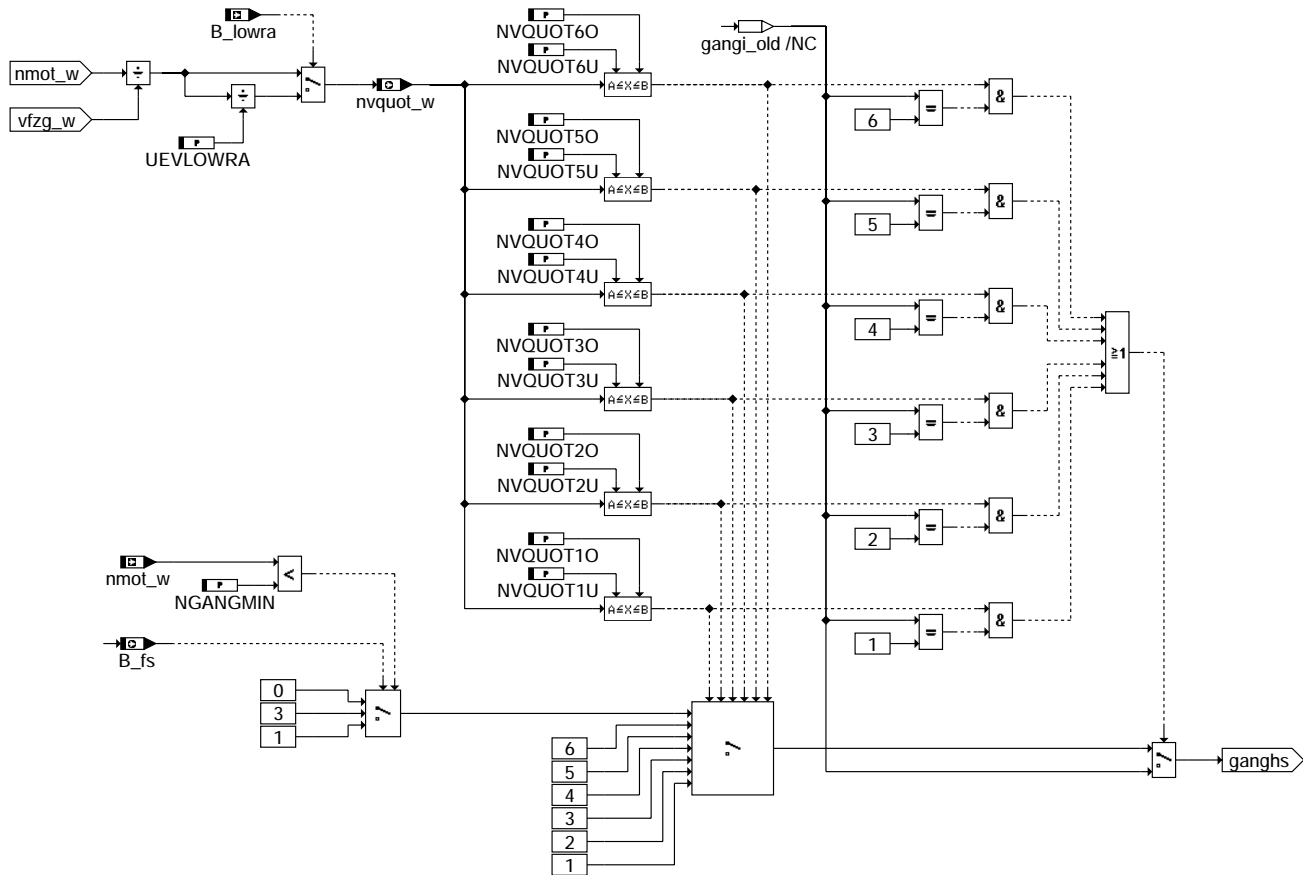 B_lowra
nmot_w
÷
÷
vfzg_w
P
UEVLOWRA
nvquot_w
P
NVQUOT6O
P
NVQUOT6U
A≤X≤B
P
NVQUOT5O
P
NVQUOT5U
A≤X≤B
P
NVQUOT4O
P
NVQUOT4U
A≤X≤B
P
NVQUOT3O
P
NVQUOT3U
A≤X≤B
P
NVQUOT2O
P
NVQUOT2U
A≤X≤B
P
NVQUOT1O
P
NVQUOT1U
A≤X≤B
gangi_old /NC
6
=
&
5
=
&
4
=
&
3
=
&
2
=
&
1
=
&
≥1
nmot_w
<
P
NGANGMIN
B_fs
0
3
1
6
5
4
3
2
1
ganghs